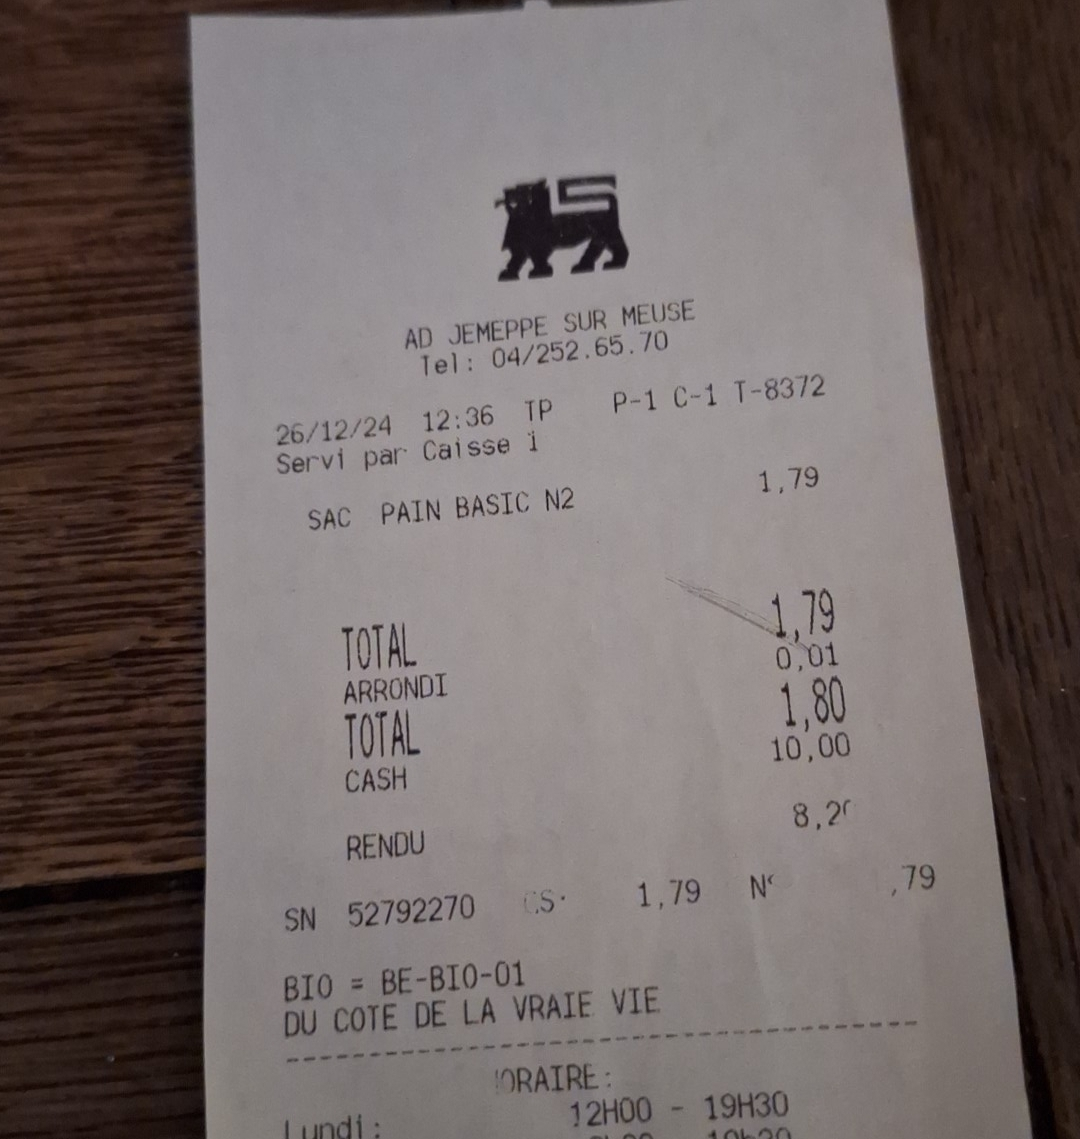 AD JEMEPPE SUR MEUSE
Tel: 04/252.65.70
26/12/24 12:36 TP P-1 C-1 T-8372
Servi par Caisse 1
SAC PAIN BASIC N2 1,79
TOTAL 1,79
ARRONDI 0,01
TOTAL 1,80
CASH 10,00
RENDU
SN 52792270 1,79 ,79
BIO = BE-BIO-01
DU COTE DE LA VRAIE VIE
ORAIRE:
Lundi: 12H00 - 19H30